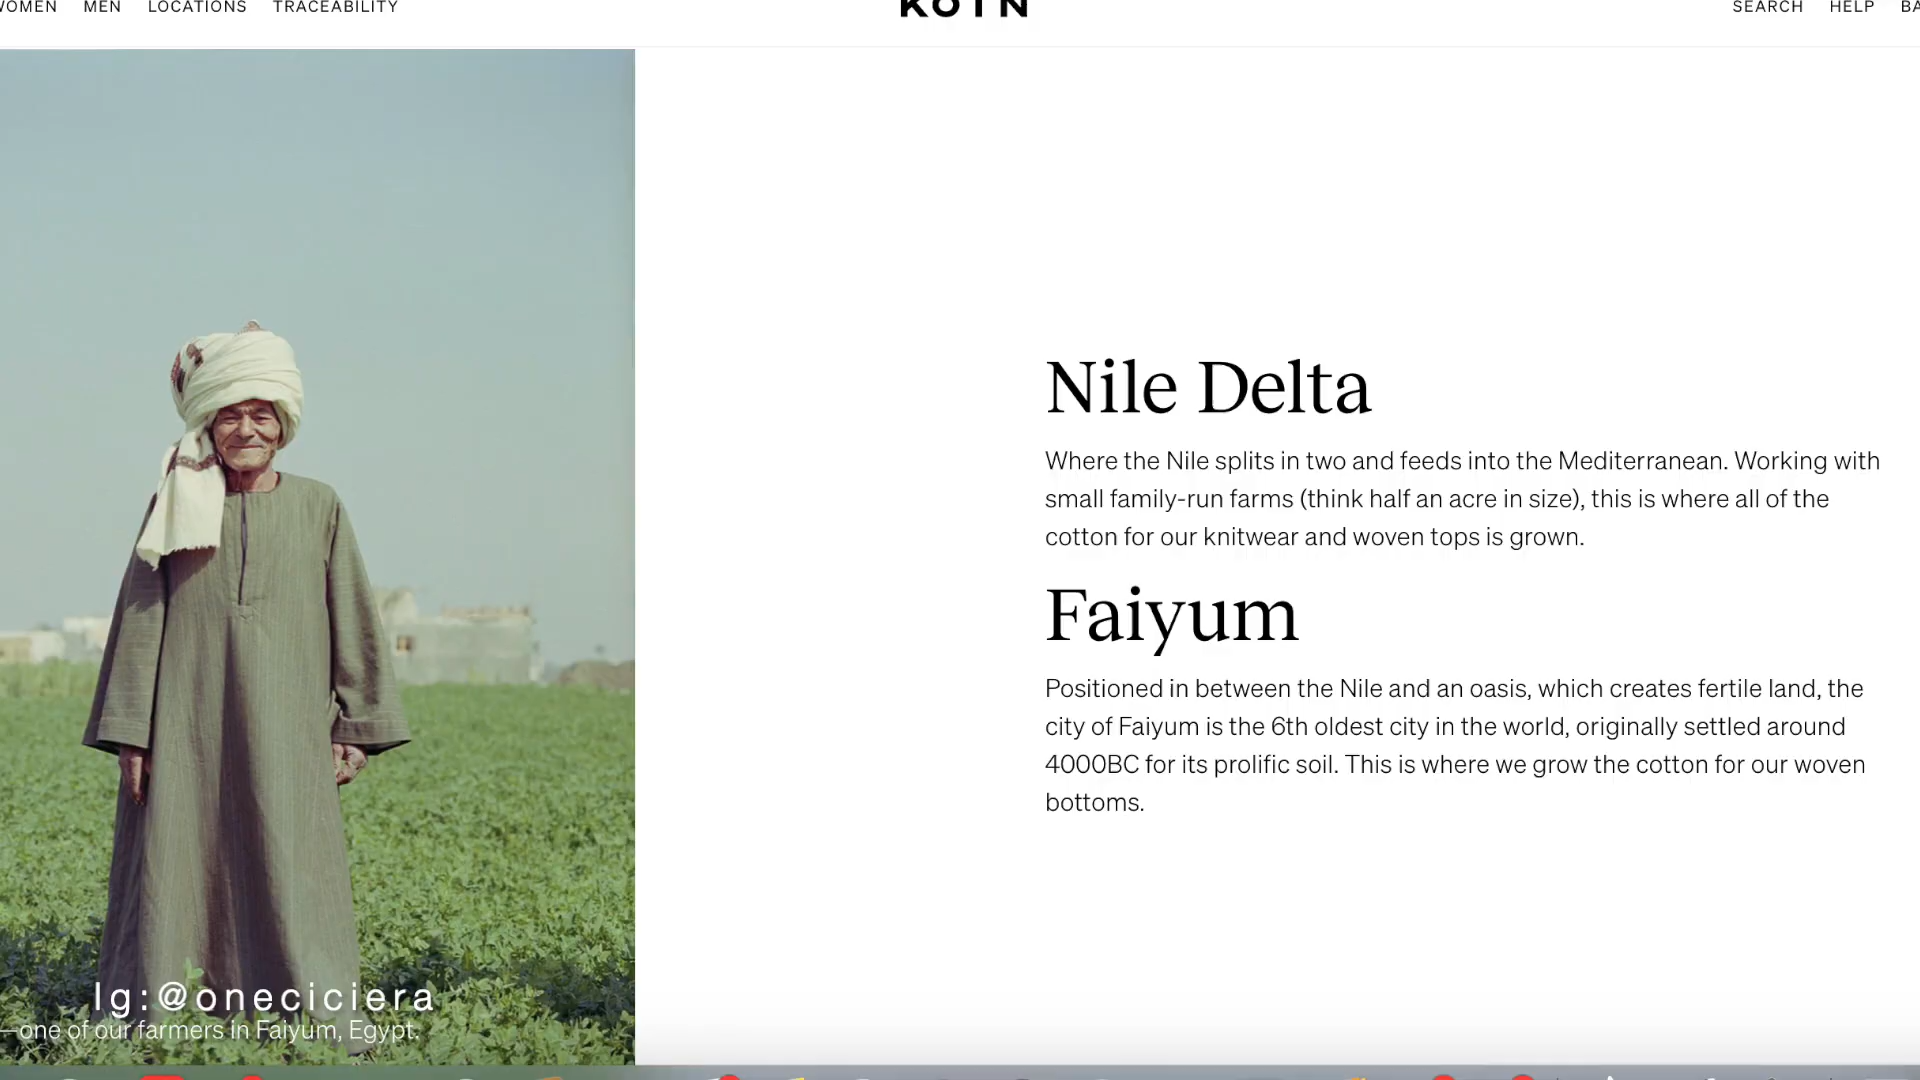 WOMEN MEN LOCATIONS TRACEABILITY
KOTN
SEARCH HELP
Nile Delta
Where the Nile splits in two and feeds into the Mediterranean. Working with
small family-run farms (think half an acre in size), this is where all of the
cotton for our knitwear and woven tops is grown.
Faiyum
Positioned in between the Nile and an oasis, which creates fertile land, the
city of Faiyum is the 6th oldest city in the world, originally settled around
4000BC for its prolific soil. This is where we grow the cotton for our woven
bottoms.
Ig:@oneciciera
—one of our farmers in Faiyum, Egypt.